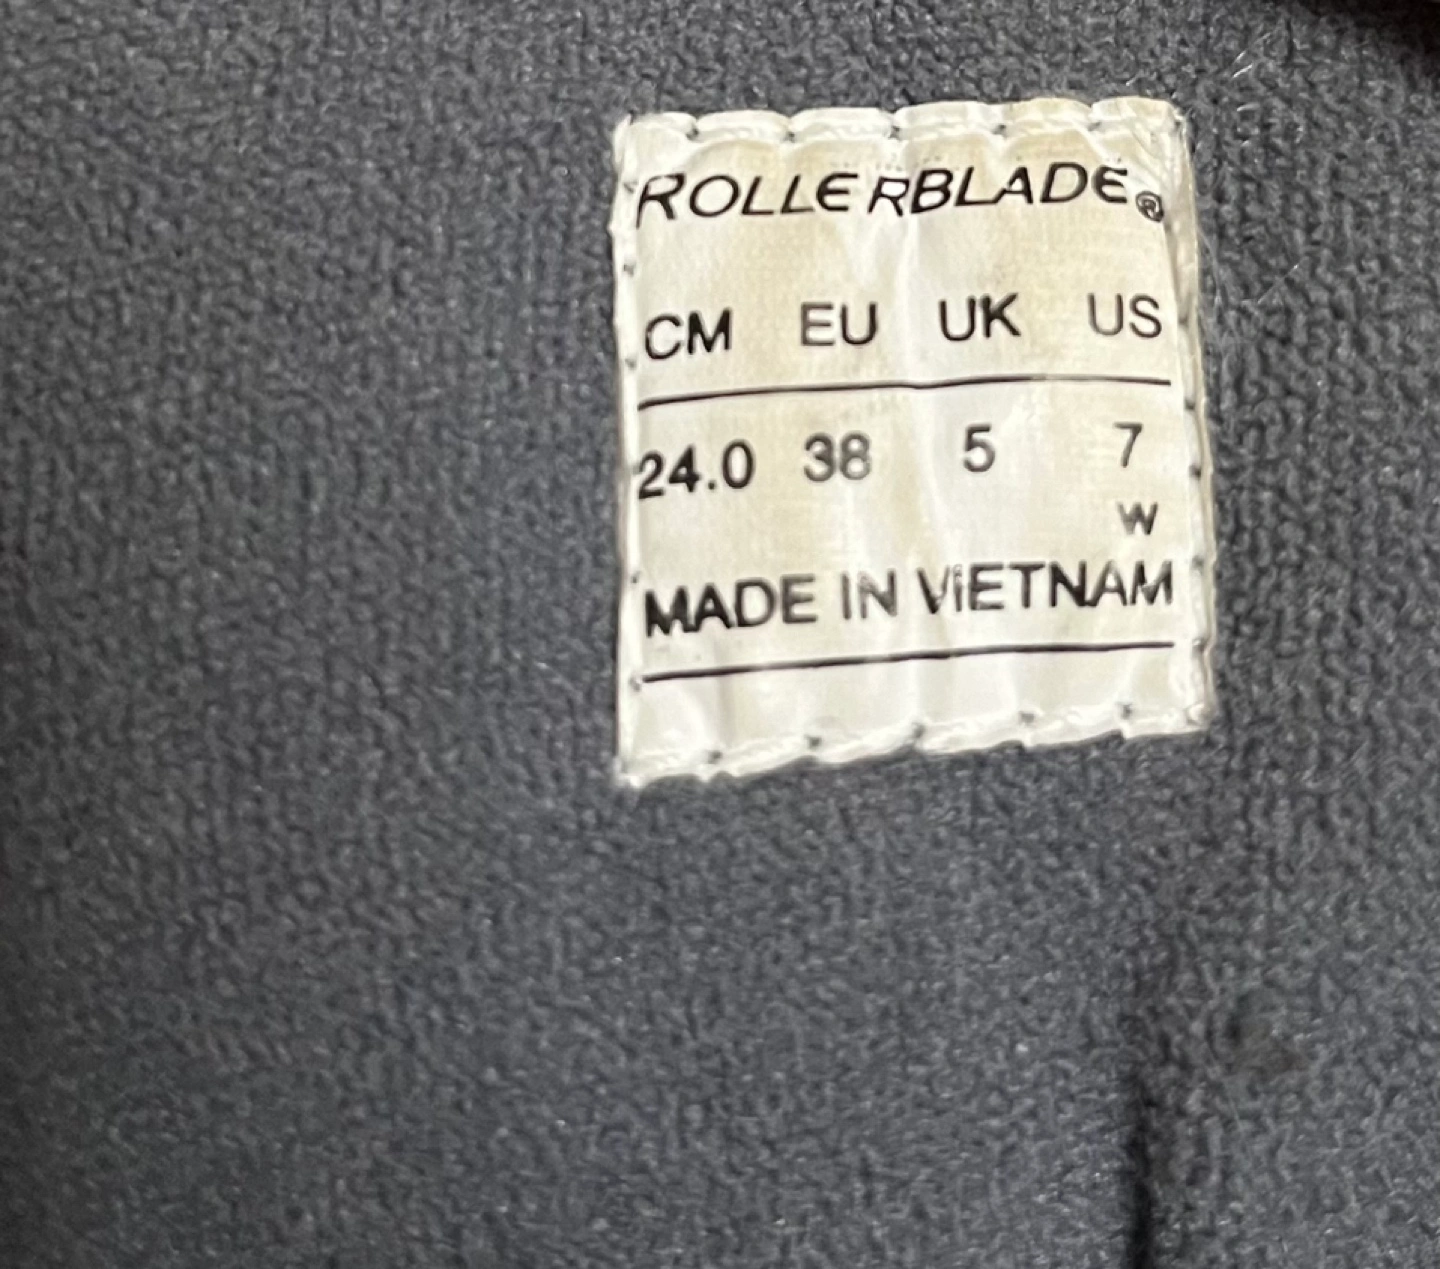 ROLLERBLADE®
CM EU UK US
24.0 38 5 7
W
MADE IN VIETNAM